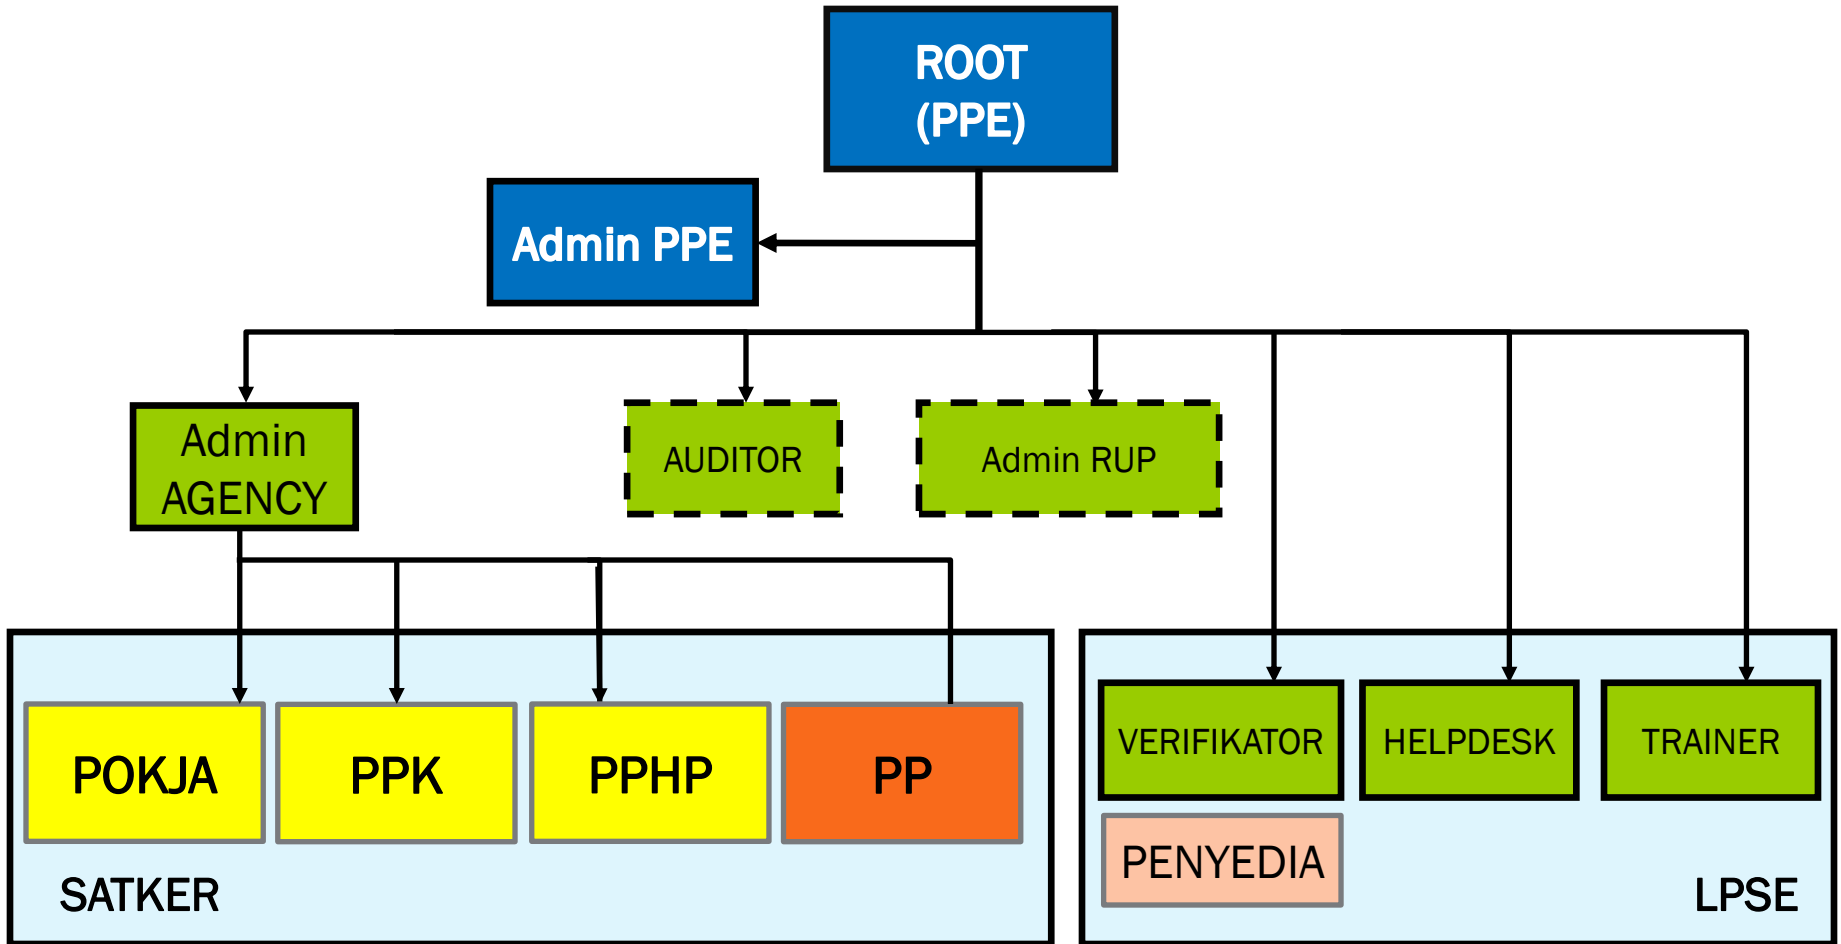 ROOT
(PPE)
Admin PPE
Admin
AGENCY
AUDITOR
Admin RUP
POKJA
PPK
PPHP
PP
SATKER
VERIFIKATOR
HELPDESK
TRAINER
PENYEDIA
LPSE